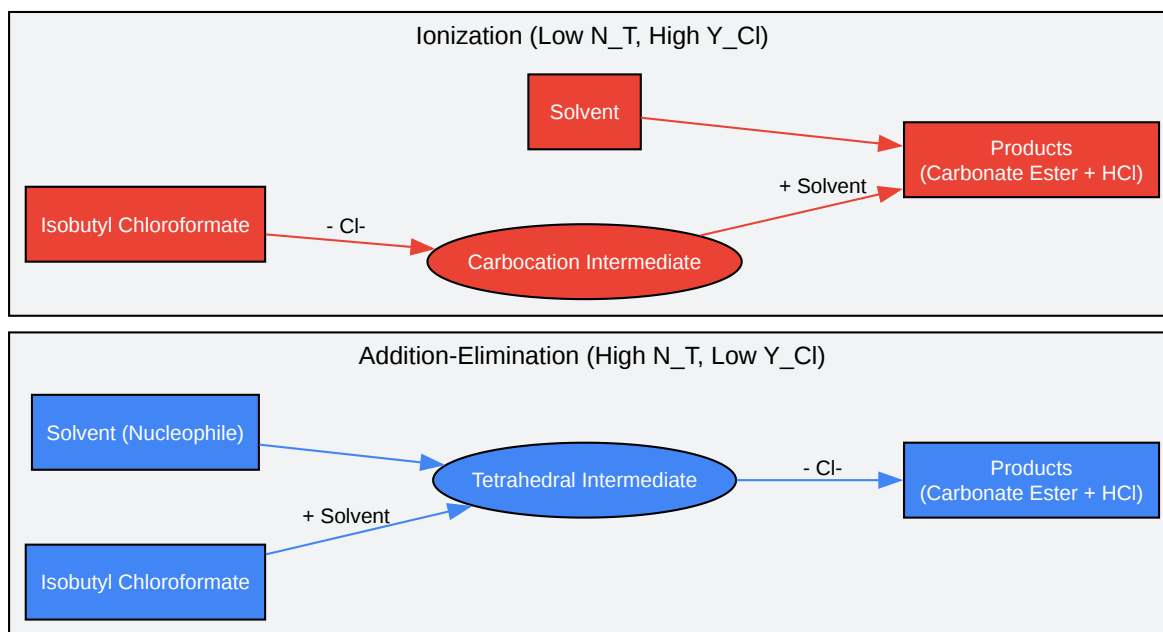 Ionization (Low N_T, High Y_Cl)
Solvent
Products
(Carbonate Ester + HCl)
+ Solvent
Isobutyl Chloroformate
- Cl-
Carbocation Intermediate
Addition-Elimination (High N_T, Low Y_Cl)
Solvent (Nucleophile)
Tetrahedral Intermediate
- Cl-
Products
(Carbonate Ester + HCl)
+ Solvent
Isobutyl Chloroformate